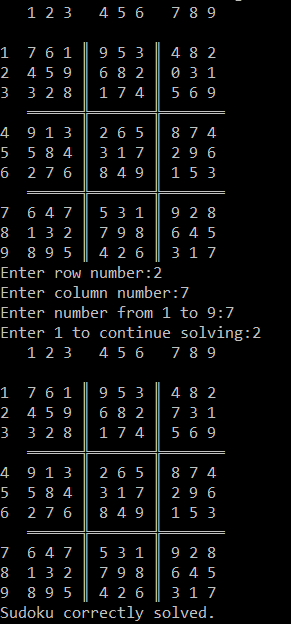 1 2 3 4 5 6 7 8 9
1 7 6 1 ║ 9 5 3 ║ 4 8 2
2 4 5 9 ║ 6 8 2 ║ 0 3 1
3 3 2 8 ║ 1 7 4 ║ 5 6 9
4 9 1 3 ║ 2 6 5 ║ 8 7 4
5 5 8 4 ║ 3 1 7 ║ 2 9 6
6 2 7 6 ║ 8 4 9 ║ 1 5 3
7 6 4 7 ║ 5 3 1 ║ 9 2 8
8 1 3 2 ║ 7 9 8 ║ 6 4 5
9 8 9 5 ║ 4 2 6 ║ 3 1 7
Enter row number:2
Enter column number:7
Enter number from 1 to 9:7
Enter 1 to continue solving:2
1 2 3 4 5 6 7 8 9
1 7 6 1 ║ 9 5 3 ║ 4 8 2
2 4 5 9 ║ 6 8 2 ║ 7 3 1
3 3 2 8 ║ 1 7 4 ║ 5 6 9
4 9 1 3 ║ 2 6 5 ║ 8 7 4
5 5 8 4 ║ 3 1 7 ║ 2 9 6
6 2 7 6 ║ 8 4 9 ║ 1 5 3
7 6 4 7 ║ 5 3 1 ║ 9 2 8
8 1 3 2 ║ 7 9 8 ║ 6 4 5
9 8 9 5 ║ 4 2 6 ║ 3 1 7
Sudoku correctly solved.